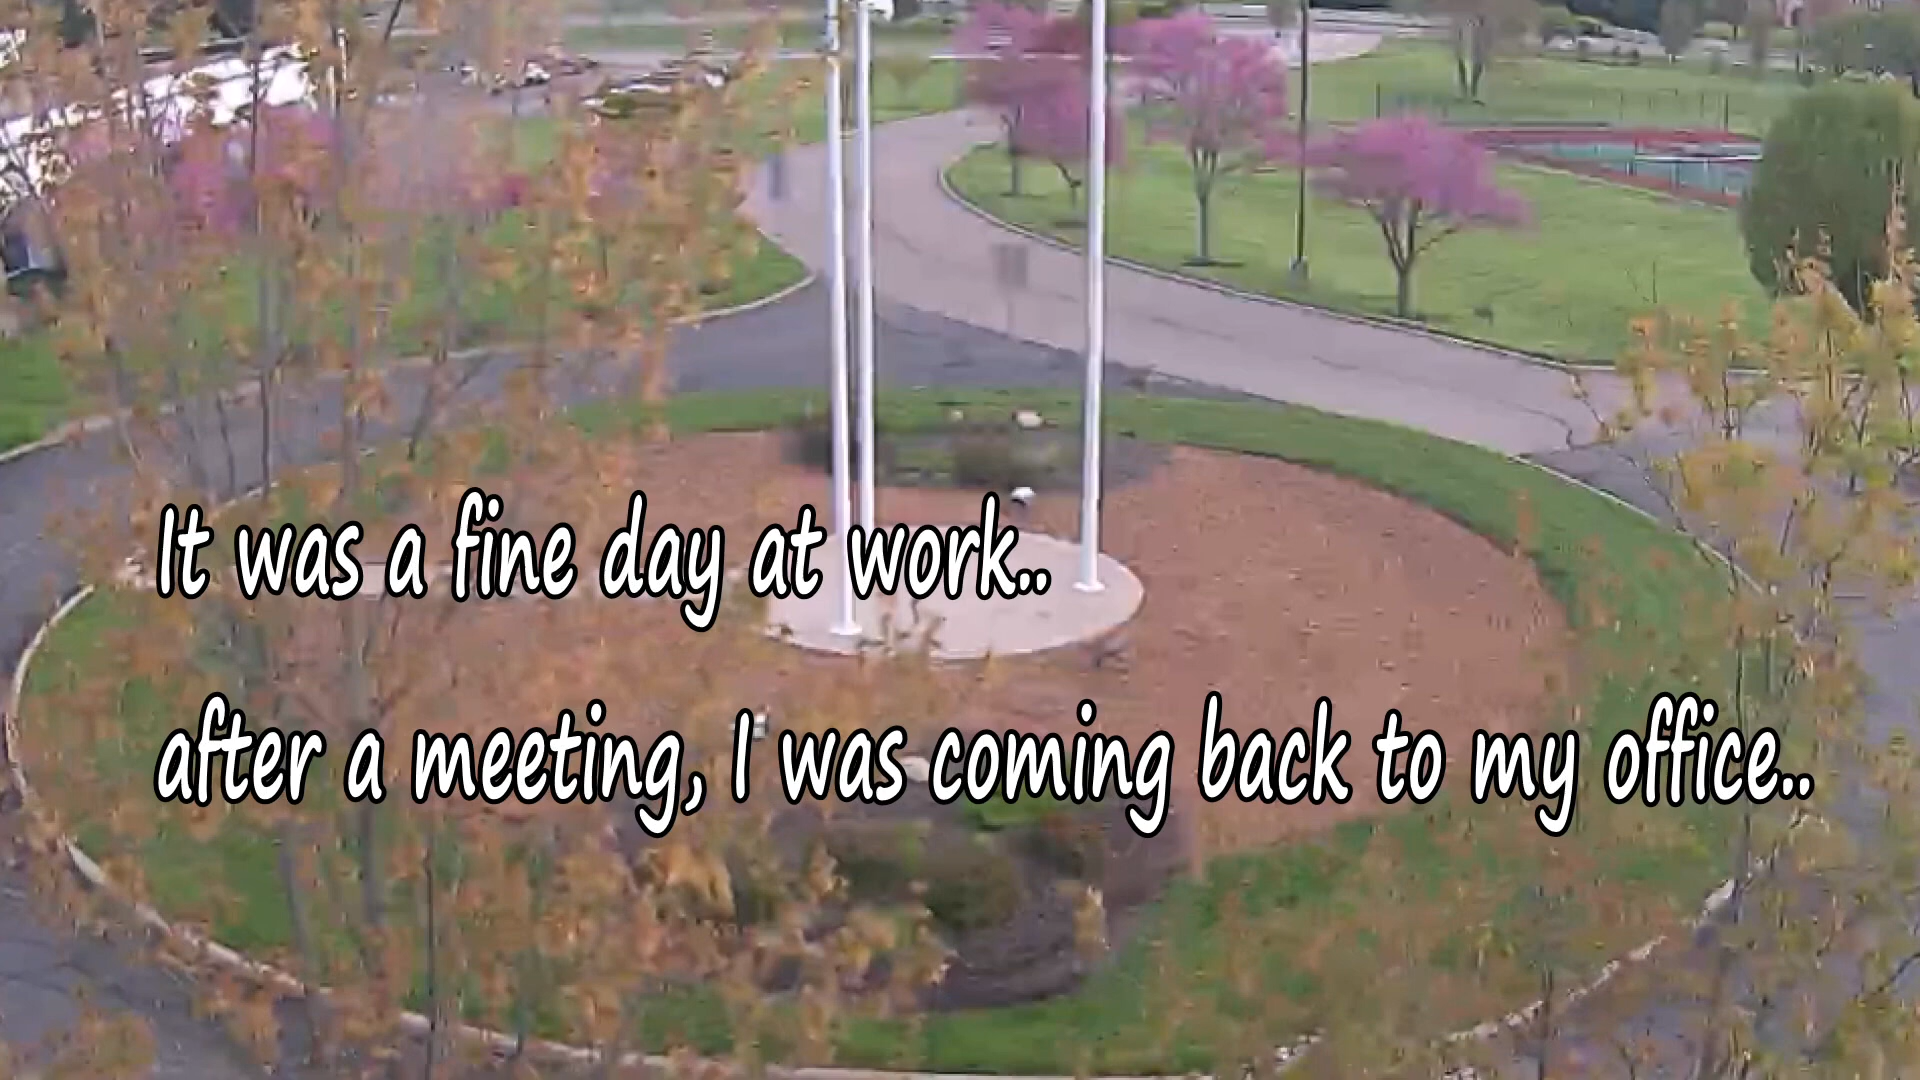 It was a fine day at work..
after a meeting, I was coming back to my office..